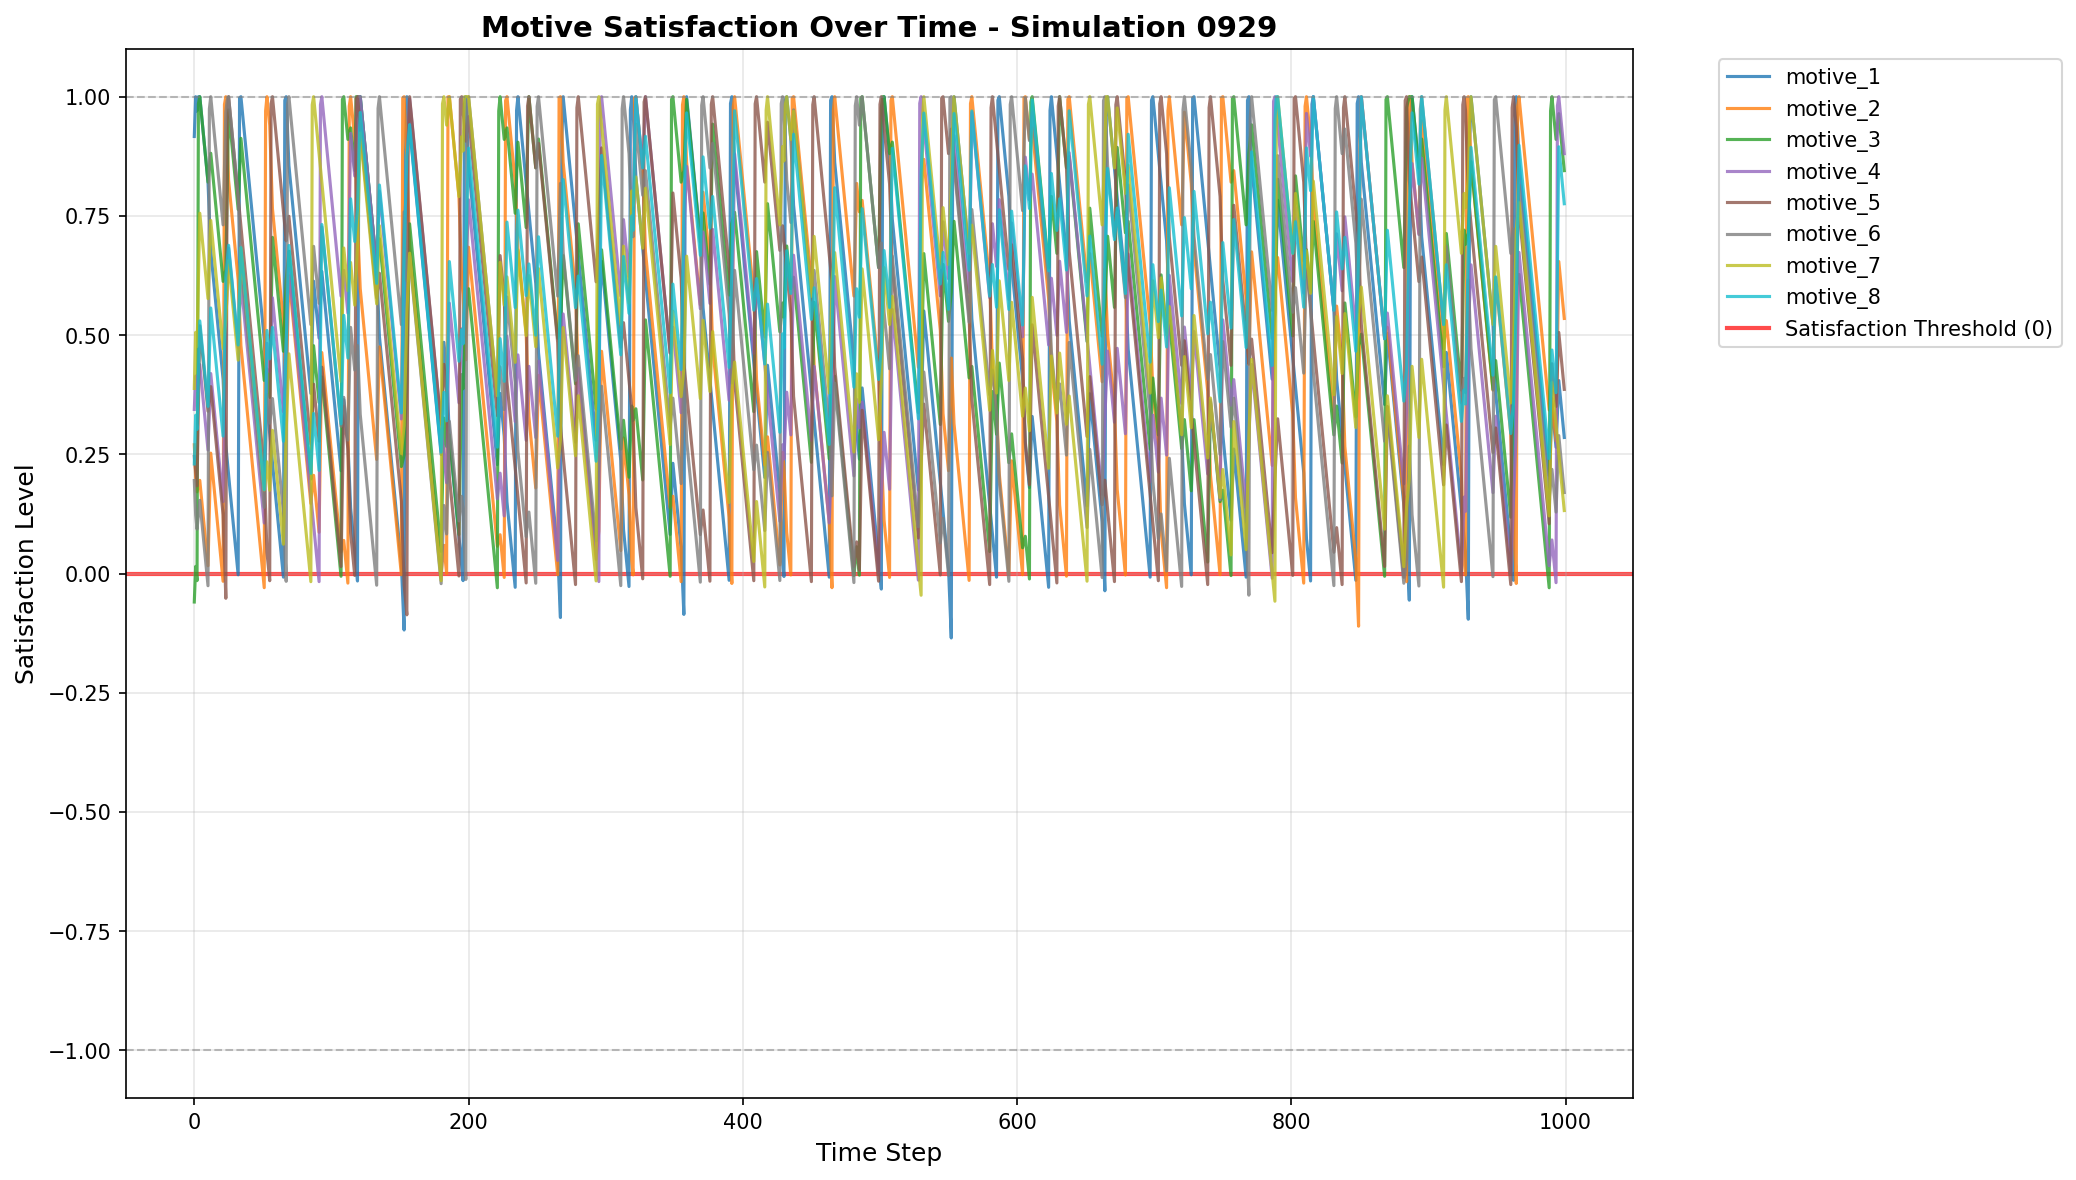 Motive Satisfaction Over Time - Simulation 0929
1.00
0.75
0.50
0.25
0.00
−0.25
−0.50
−0.75
−1.00
Satisfaction Level
0
200
400
600
800
1000
Time Step
motive_1
motive_2
motive_3
motive_4
motive_5
motive_6
motive_7
motive_8
Satisfaction Threshold (0)